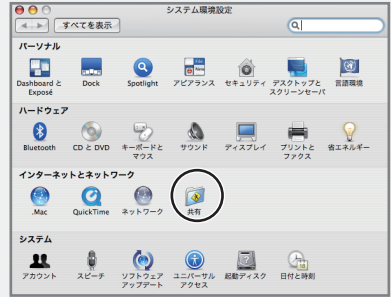 システム環境設定
すべてを表示
パーソナル
Dashboard と Exposé
Dock
Spotlight
アピアランス
セキュリティ
デスクトップと スクリーンセーバ
言語環境
ハードウェア
Bluetooth
CD と DVD
キーボードと マウス
サウンド
ディスプレイ
プリントと ファクス
省エネルギー
インターネットとネットワーク
.Mac
QuickTime
ネットワーク
共有
システム
アカウント
スピーチ
ソフトウェア アップデート
ユニバーサル アクセス
起動ディスク
日付と時刻